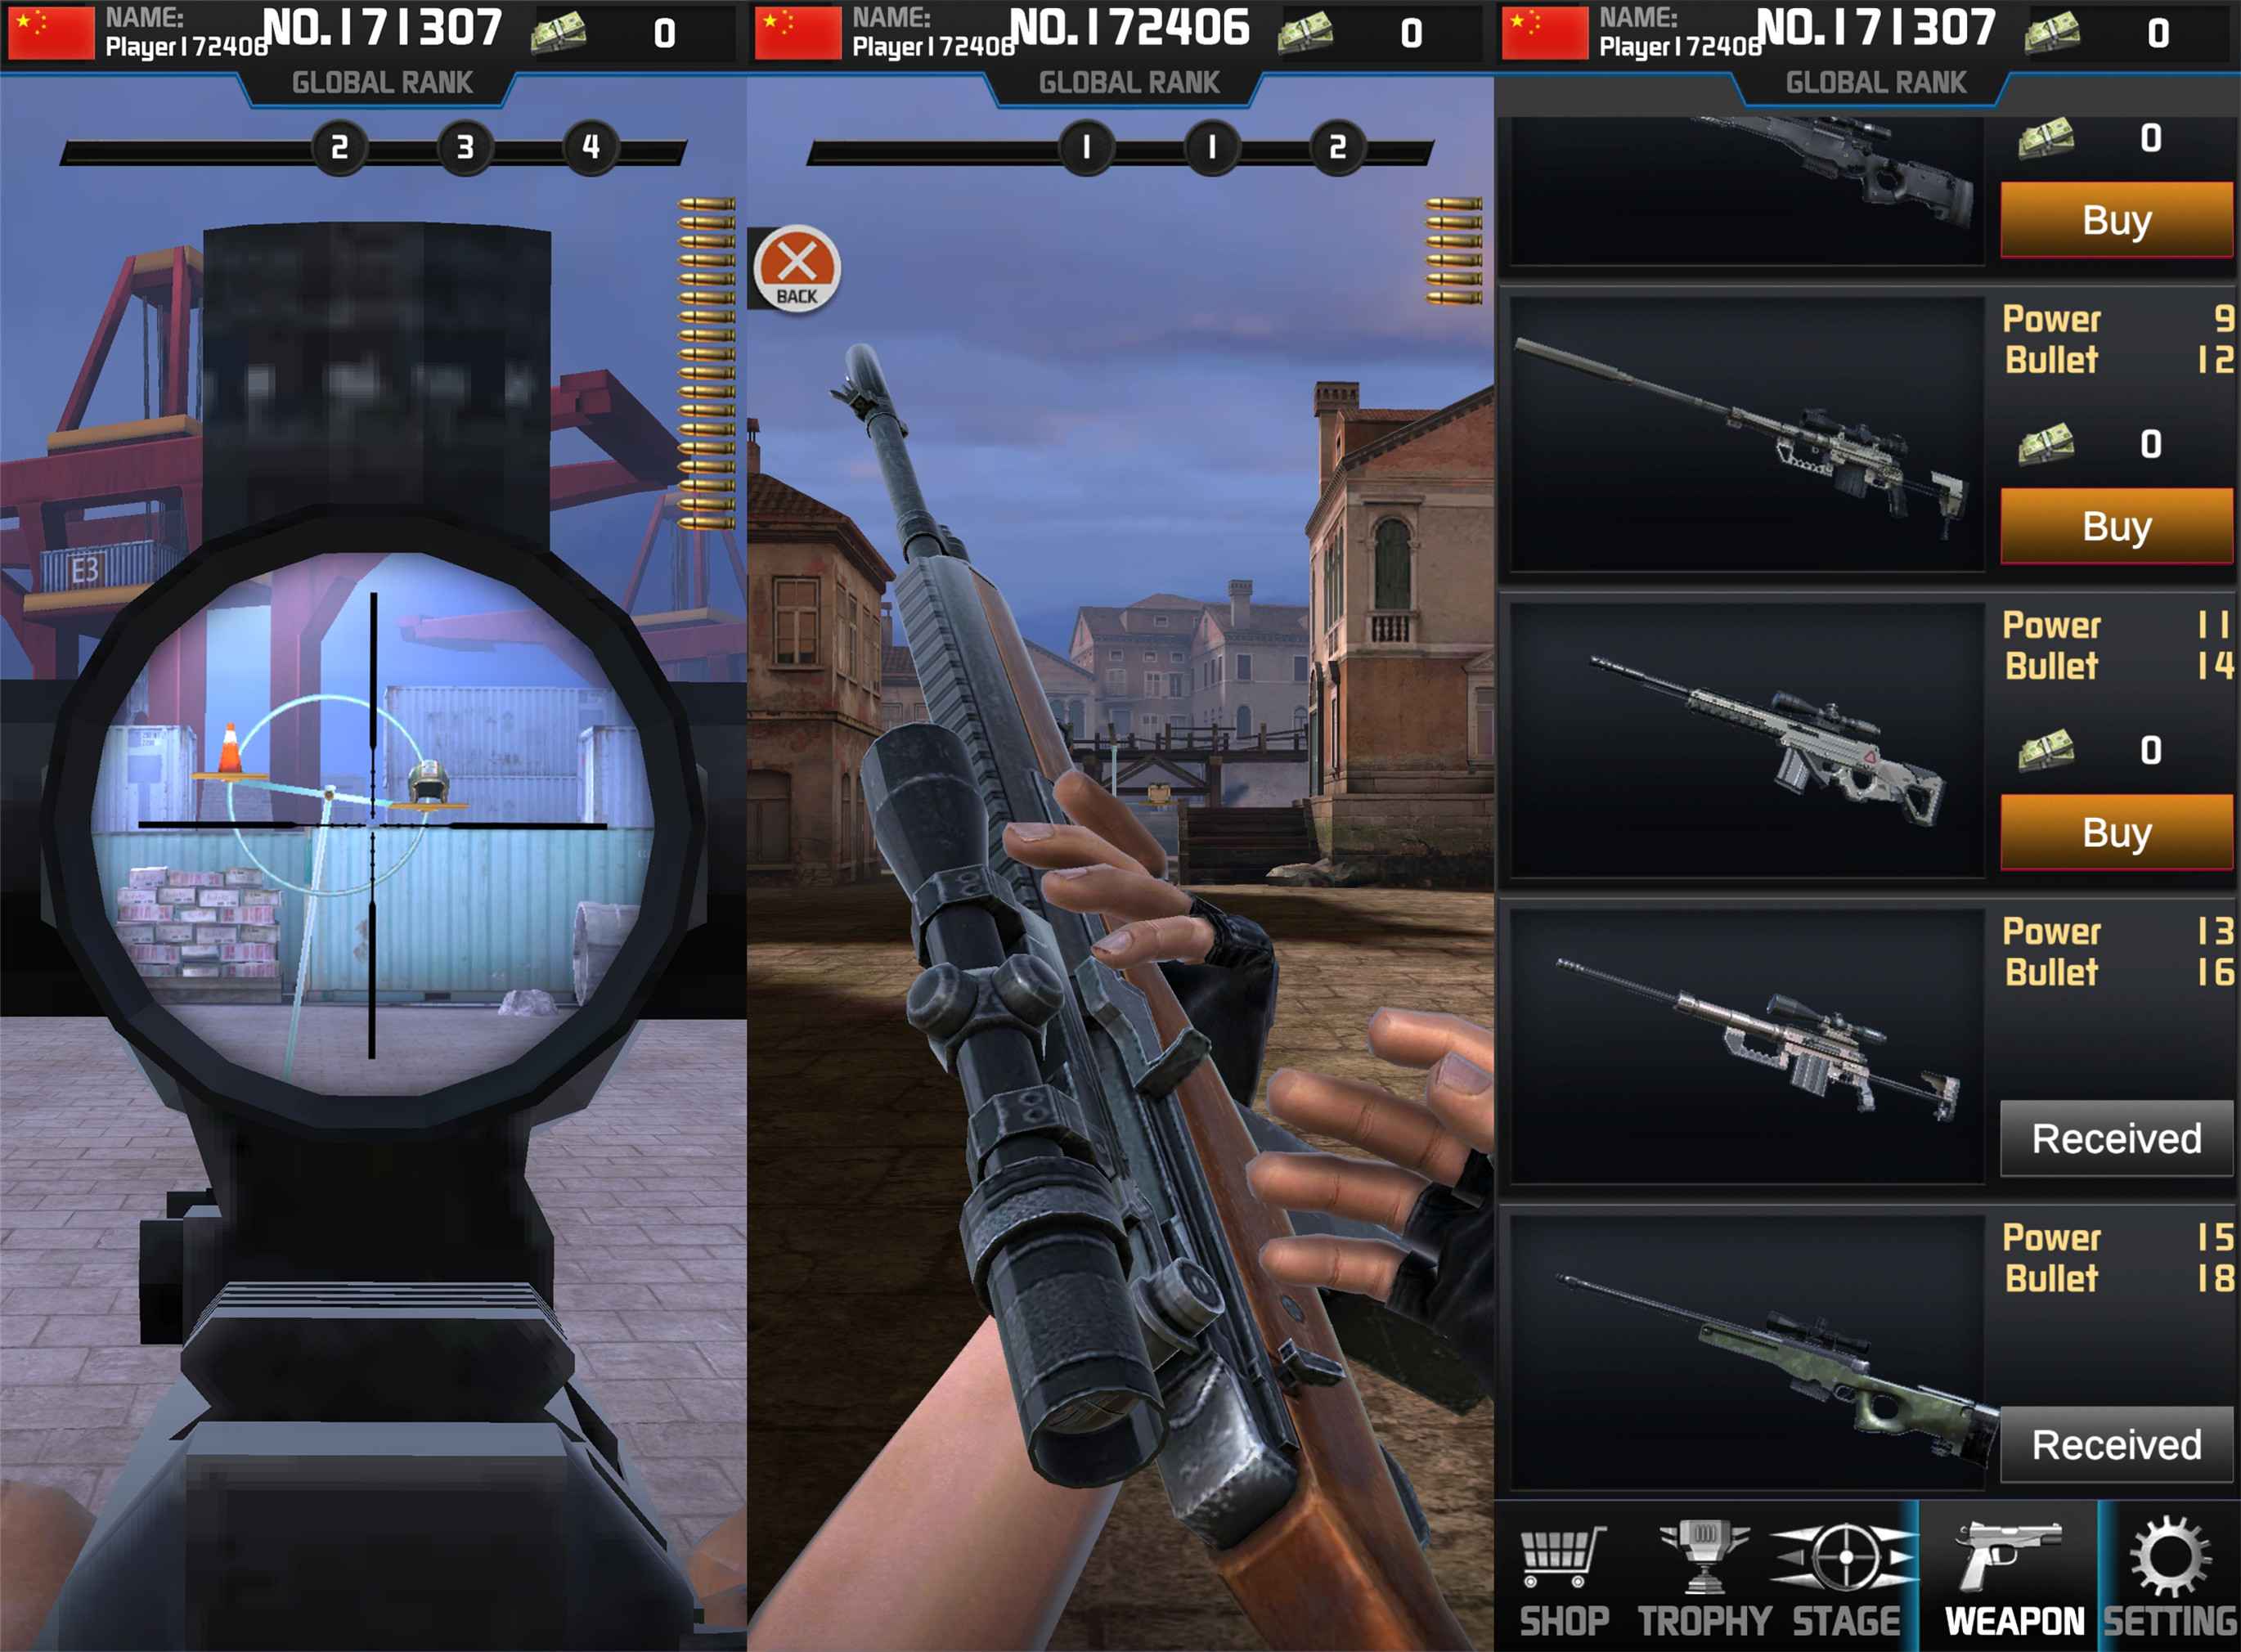 NAME:
Player172406
NO.171307
0
GLOBAL RANK
2
3
4
E3
NAME:
Player172406
NO.172406
0
GLOBAL RANK
1
1
2
BACK
NAME:
Player172406
NO.171307
0
GLOBAL RANK
0
Buy
Power 9
Bullet 12
0
Buy
Power 11
Bullet 14
0
Buy
Power 13
Bullet 16
Received
Power 15
Bullet 18
Received
SHOP
TROPHY
STAGE
WEAPON
SETTING